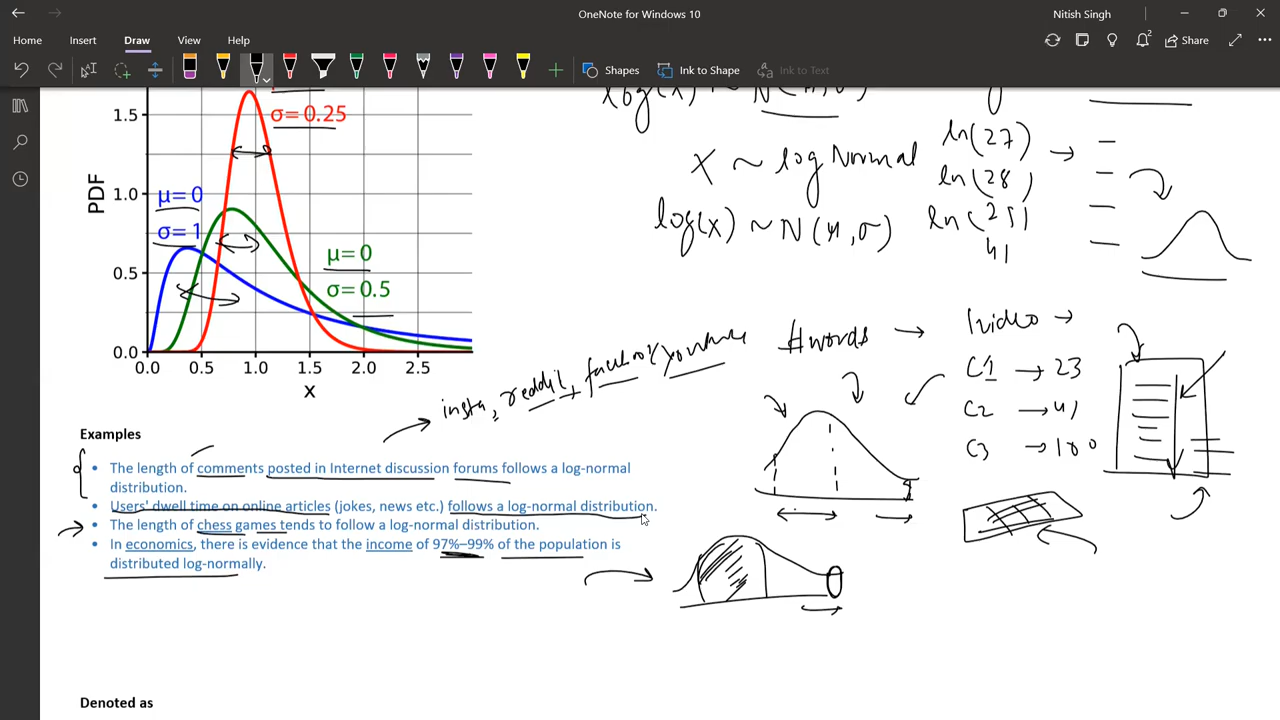 OneNote for Windows 10
Nitish Singh
Home
Insert
Draw
View
Help
Share
Shapes
Ink to Shape
Ink to Text
σ= 0.25
1.5
1.0
0.5
0.0
PDF
μ= 0
σ= 1
μ= 0
σ= 0.5
0.0 0.5 1.0 1.5 2.0 2.5
x
X ~ log Normal
log(x) ~ N(μ, σ)
ln(27)
ln(28)
ln(25)
41
insta, reddit, facebook, youtube
#words → 1 video →
C1 → 23
C2 → 41
C3 → 100
Examples
• The length of comments posted in Internet discussion forums follows a log-normal
distribution.
• Users' dwell time on online articles (jokes, news etc.) follows a log-normal distribution.
• The length of chess games tends to follow a log-normal distribution.
• In economics, there is evidence that the income of 97%–99% of the population is
distributed log-normally.
Denoted as